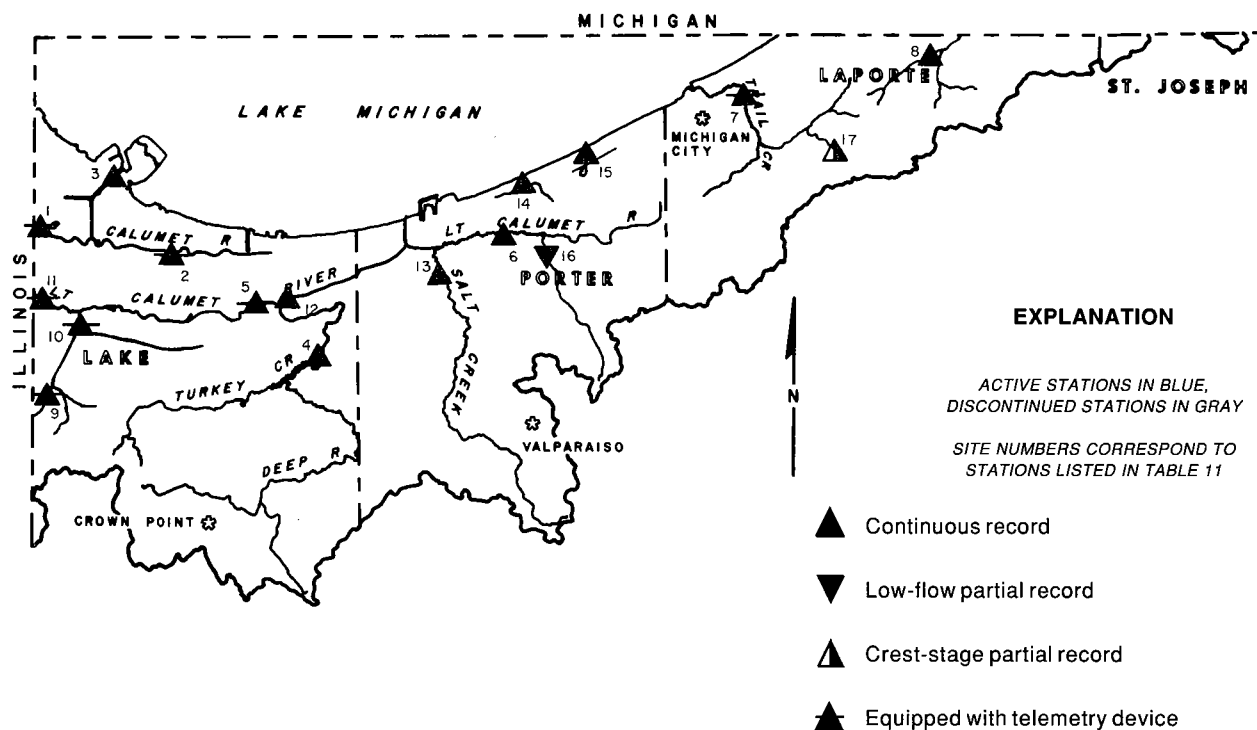 MICHIGAN
LAPORTE
8
ST. JOSEPH
LAKE MICHIGAN
TRAIL CR
7
MICHIGAN
CITY
17
3
15
14
1
CALUMET R
2
LT CALUMET R
6
16
PORTER
13
SALT CREEK
ILLINOIS
11
LT CALUMET RIVER
5
12
10
LAKE
4
TURKEY CR
9
VALPARAISO
DEEP R
CROWN POINT
N
EXPLANATION
ACTIVE STATIONS IN BLUE,
DISCONTINUED STATIONS IN GRAY
SITE NUMBERS CORRESPOND TO
STATIONS LISTED IN TABLE 11
Continuous record
Low-flow partial record
Crest-stage partial record
Equipped with telemetry device